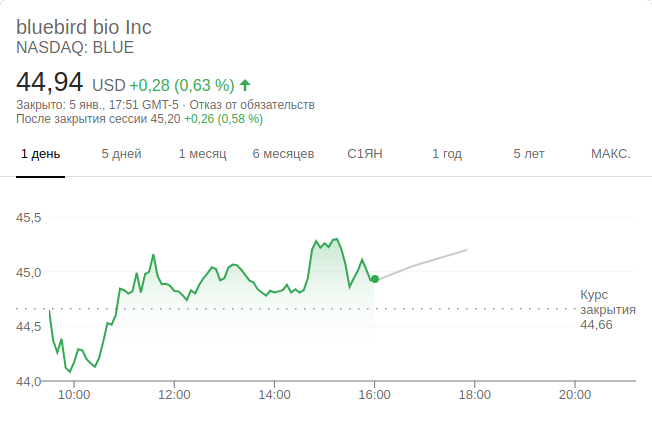 bluebird bio Inc
NASDAQ: BLUE
44,94 USD +0,28 (0,63 %)
Закрыто: 5 янв., 17:51 GMT-5 · Отказ от обязательств
После закрытия сессии 45,20 +0,26 (0,58 %)
1 день 5 дней 1 месяц 6 месяцев С1ЯН 1 год 5 лет МАКС.
45,5
45,0
Курс
закрытия
44,66
44,5
44,0
10:00 12:00 14:00 16:00 18:00 20:00